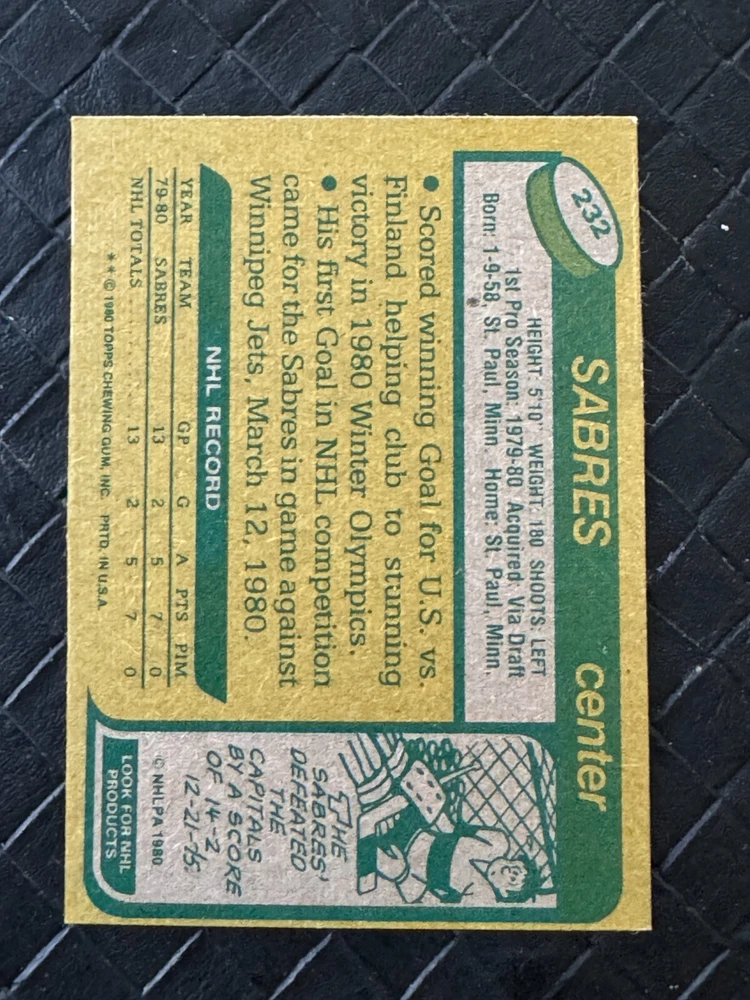 232
SABRES center
HEIGHT: 5'10" WEIGHT: 180 SHOOTS: LEFT
1st Pro Season: 1979-80 Acquired: Via Draft
Born: 1-9-58, St. Paul, Minn. Home: St. Paul, Minn.
• Scored winning Goal for U.S. vs.
Finland helping club to stunning
victory in 1980 Winter Olympics.
• His first Goal in NHL competition
came for the Sabres in game against
Winnipeg Jets, March 12, 1980.
NHL RECORD
YEAR TEAM GP G A PTS PIM
79-80 SABRES 13 2 5 7 0
NHL TOTALS 13 2 5 7 0
** © 1980 TOPPS CHEWING GUM, INC. PRTD. IN U.S.A.
THE
SABRES
DEFEATED
THE
CAPITALS
BY A SCORE
OF 14-2
12-21-75.
© NHLPA 1980
LOOK FOR NHL
PRODUCTS